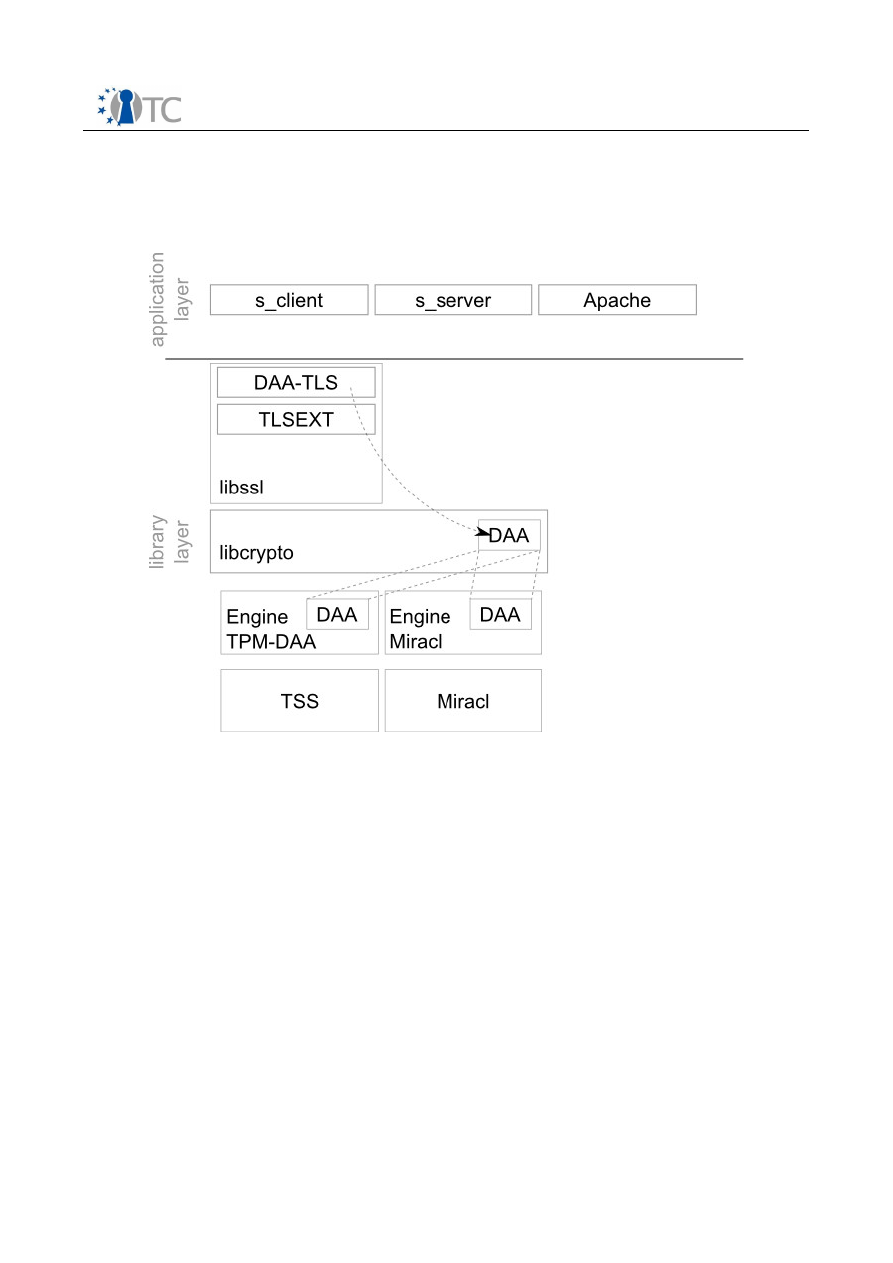 TC
application
layer
s_client
s_server
Apache
DAA-TLS
TLSEXT
libssl
library
layer
DAA
libcrypto
Engine
TPM-DAA
DAA
Engine
Miracl
DAA
TSS
Miracl